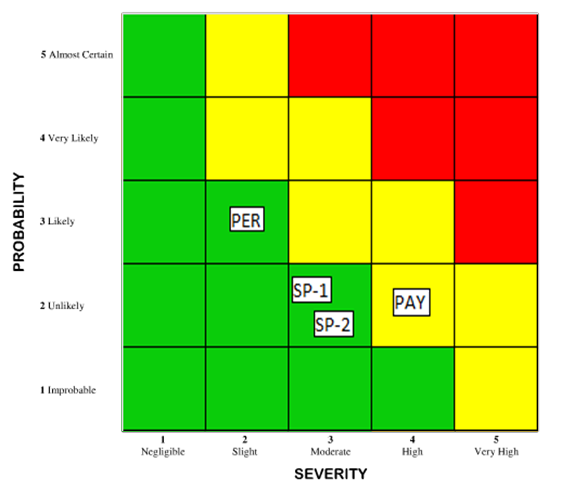 5 Almost Certain
4 Very Likely
PROBABILITY
3 Likely
PER
2 Unlikely
SP-1
SP-2
PAY
1 Improbable
1
Negligible
2
Slight
3
Moderate
4
High
5
Very High
SEVERITY